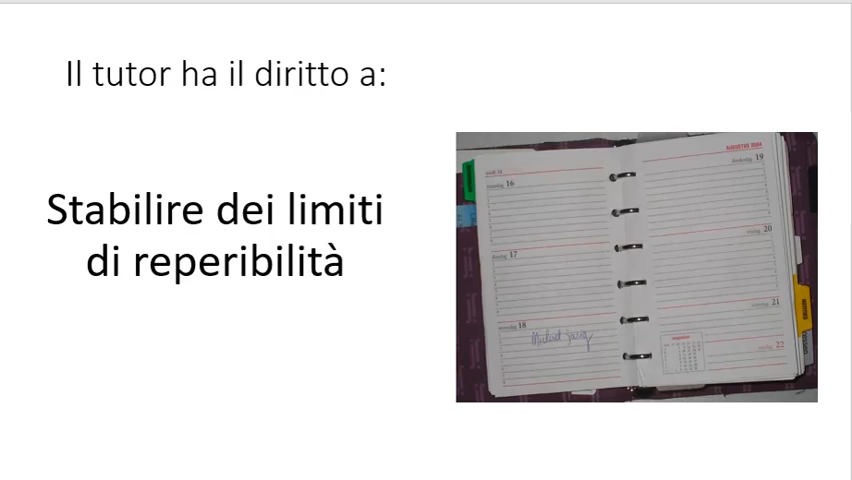 Il tutor ha il diritto a:
Stabilire dei limiti
di reperibilità
16
17
18
19
20
21
22